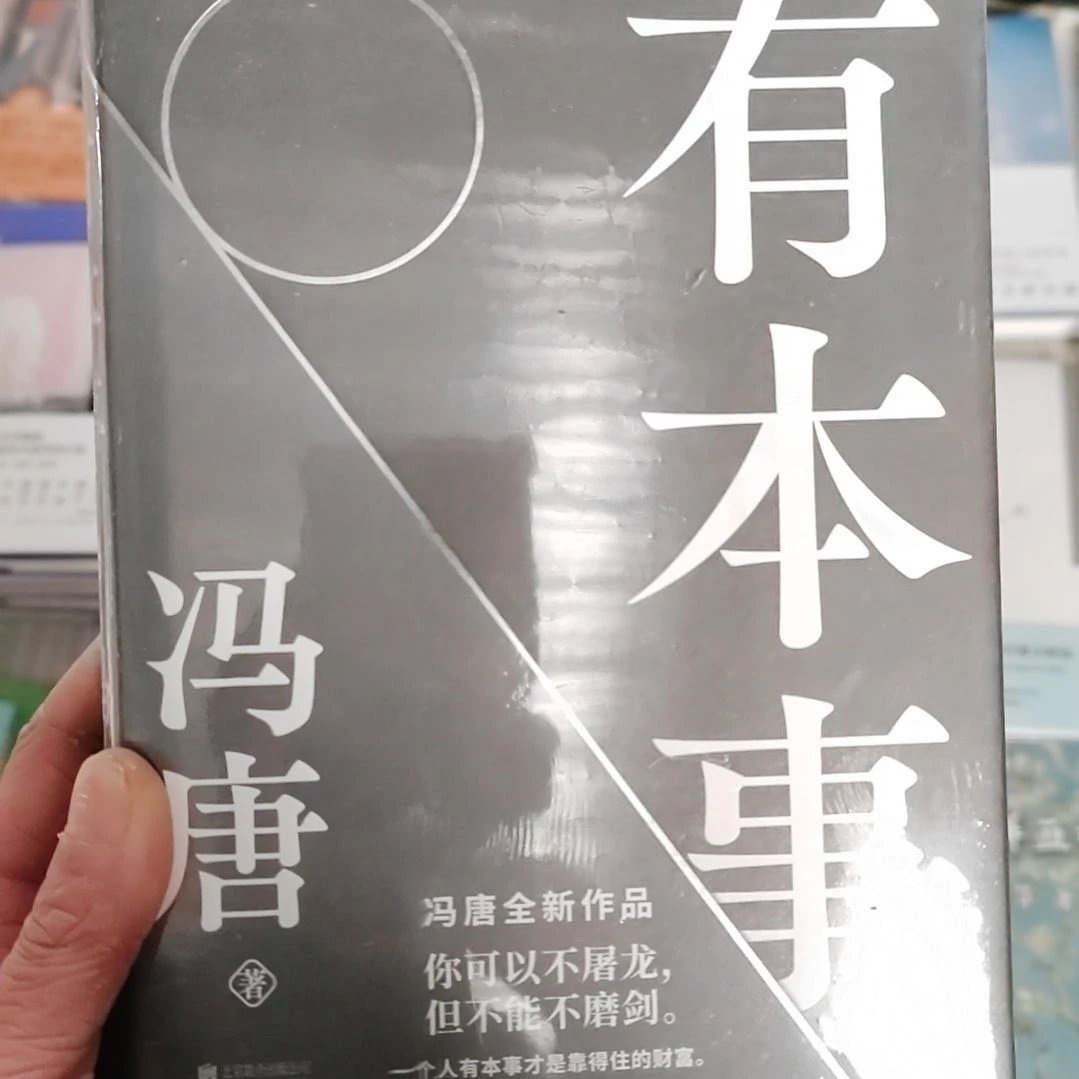 有本事
冯唐
著
冯唐全新作品
你可以不屠龙，
但不能不磨剑。
一个人有本事才是靠得住的财富。